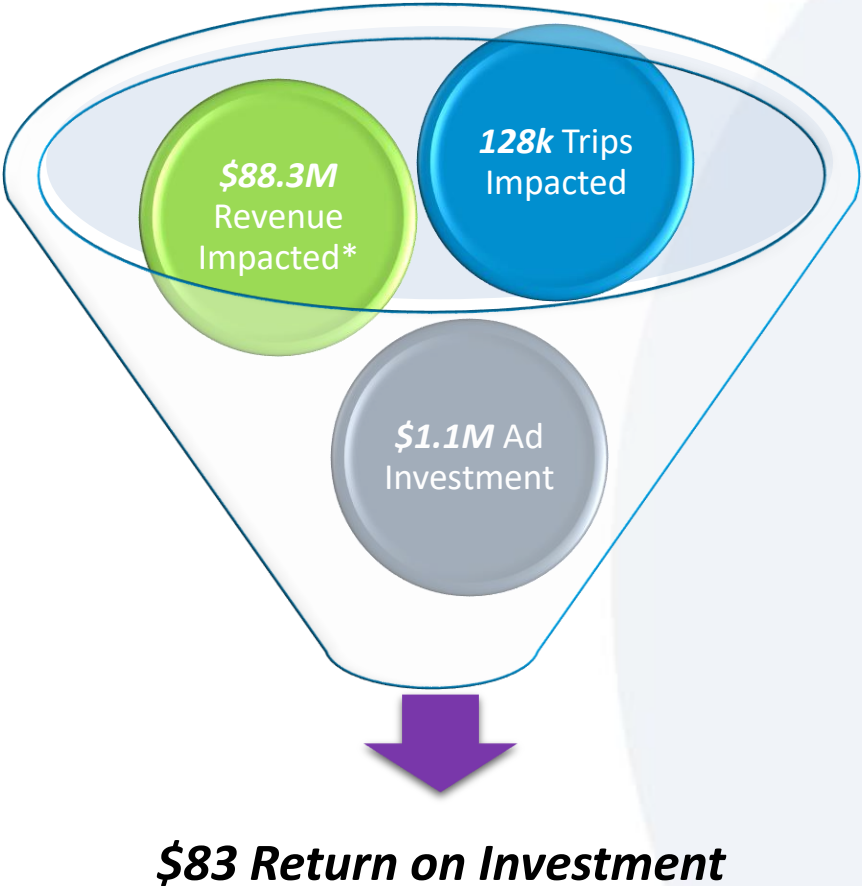 $88.3M
Revenue
Impacted*
128k Trips
Impacted
$1.1M Ad
Investment
$83 Return on Investment